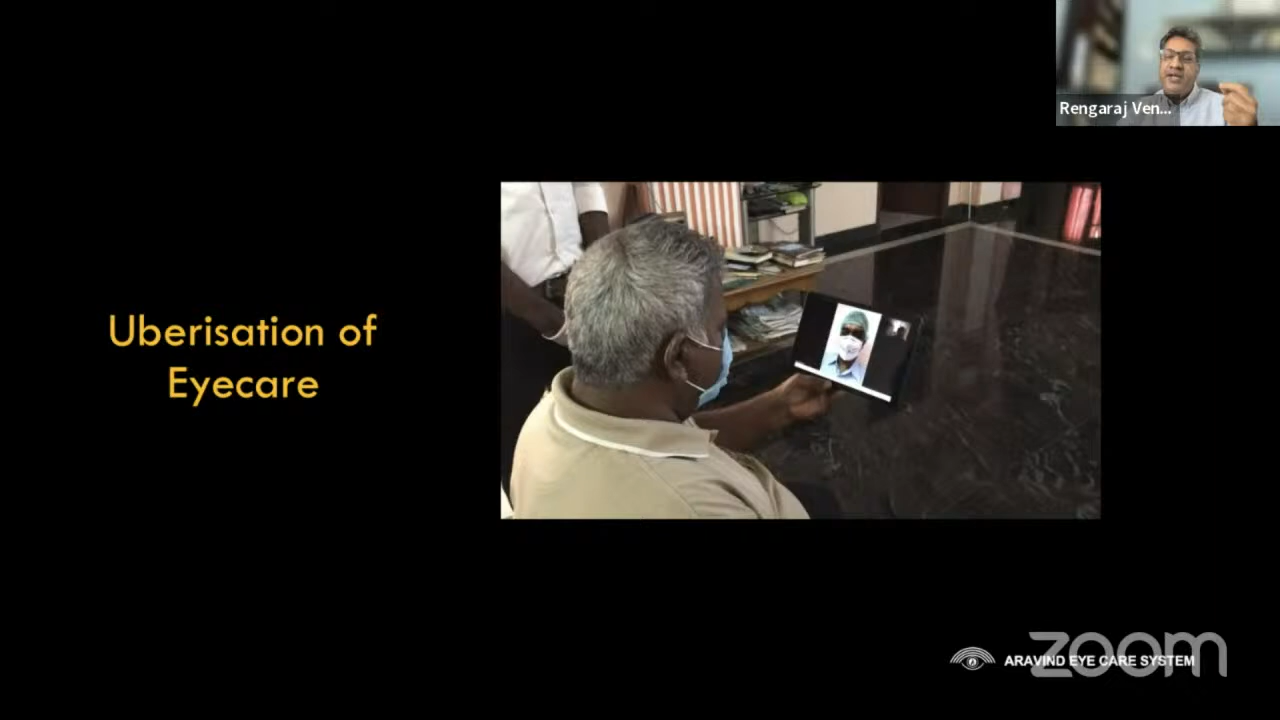 Rengaraj Ven...
Uberisation of
Eyecare
ARAVIND EYE CARE SYSTEM
zoom